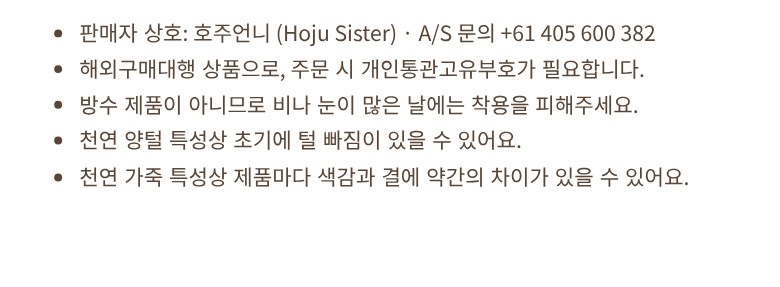 • 판매자 상호: 호주언니 (Hoju Sister) · A/S 문의 +61 405 600 382
• 해외구매대행 상품으로, 주문 시 개인통관고유부호가 필요합니다.
• 방수 제품이 아니므로 비나 눈이 많은 날에는 착용을 피해주세요.
• 천연 양털 특성상 초기에 털 빠짐이 있을 수 있어요.
• 천연 가죽 특성상 제품마다 색감과 결에 약간의 차이가 있을 수 있어요.